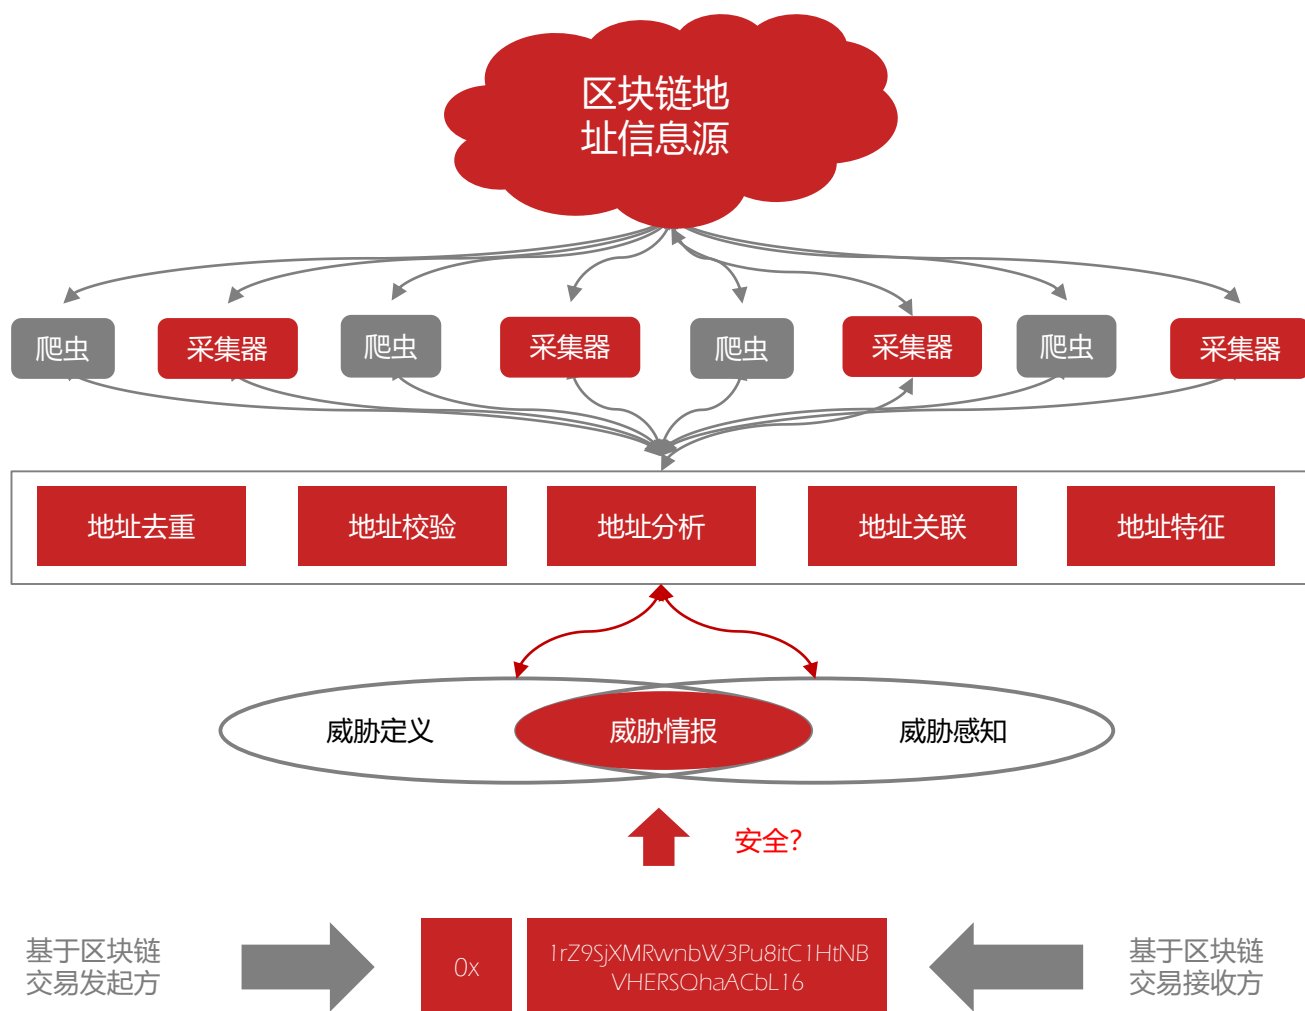 区块链地
址信息源
爬虫
采集器
爬虫
采集器
爬虫
采集器
爬虫
采集器
地址去重
地址校验
地址分析
地址关联
地址特征
威胁定义
威胁情报
威胁感知
安全?
基于区块链
交易发起方
0x
1rZ9SjXMRwnbW3Pu8itC1HtNB
VHERSQhaACbL16
基于区块链
交易接收方